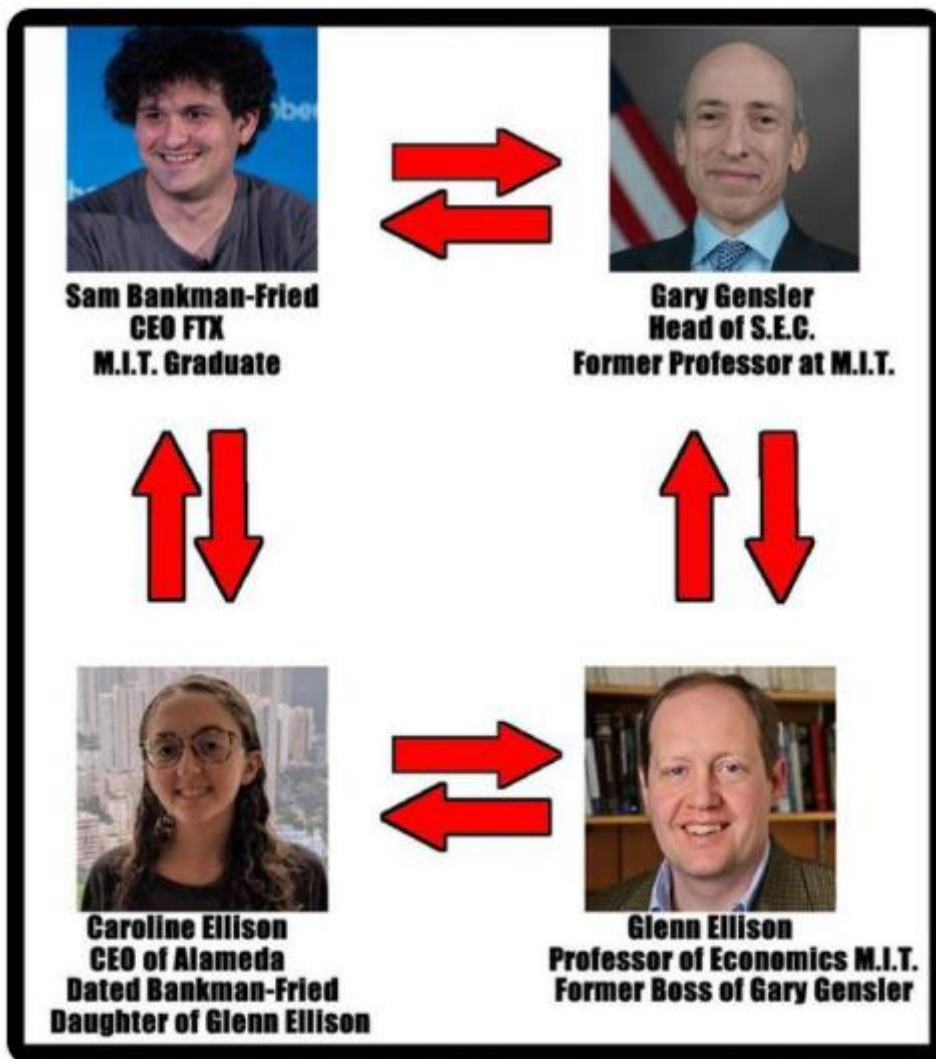 Sam Bankman-Fried
CEO FTX
M.I.T. Graduate
Gary Gensler
Head of S.E.C.
Former Professor at M.I.T.
Caroline Ellison
CEO of Alameda
Dated Bankman-Fried
Daughter of Glenn Ellison
Glenn Ellison
Professor of Economics M.I.T.
Former Boss of Gary Gensler